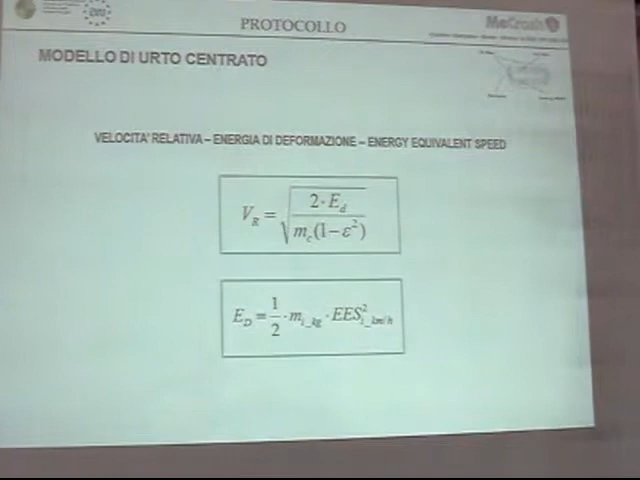 PROTOCOLLO
McCrash
MODELLO DI URTO CENTRATO
VELOCITA' RELATIVA – ENERGIA DI DEFORMAZIONE – ENERGY EQUIVALENT SPEED
V_R = √(2·E_d / m_c(1−ε²))
E_D = 1/2 · m_i_kg · EES²_i_km/h